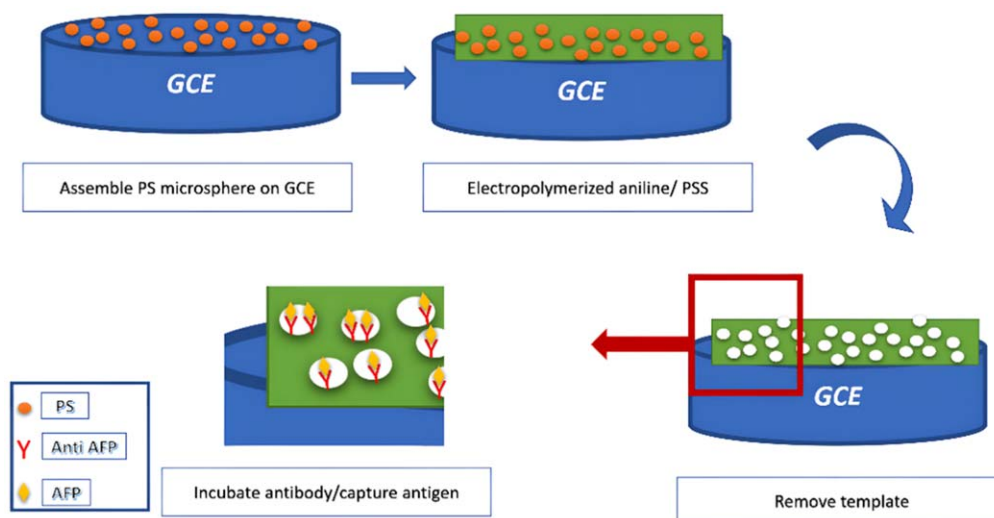 GCE
GCE
Assemble PS microsphere on GCE
Electropolymerized aniline/ PSS
GCE
PS
Anti AFP
AFP
Incubate antibody/capture antigen
Remove template